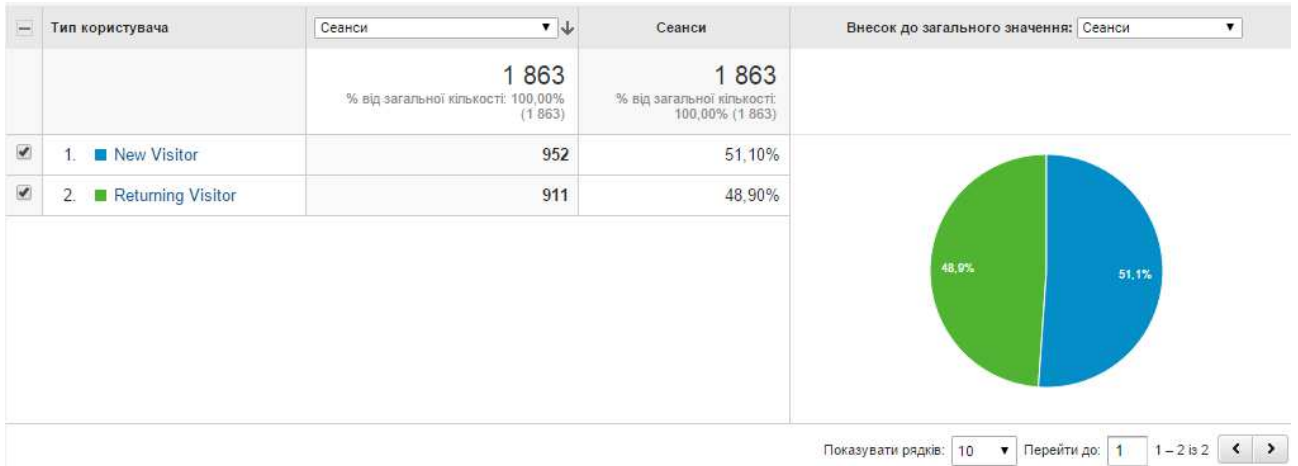 Тип користувача
Сеанси
Сеанси
Внесок до загального значення: Сеанси
1 863
% від загальної кількості: 100,00%
(1 863)
1 863
% від загальної кількості:
100,00% (1 863)
1. New Visitor 952 51,10%
2. Returning Visitor 911 48,90%
48,9%
51,1%
Показувати рядків: 10 Перейти до: 1 1 – 2 із 2